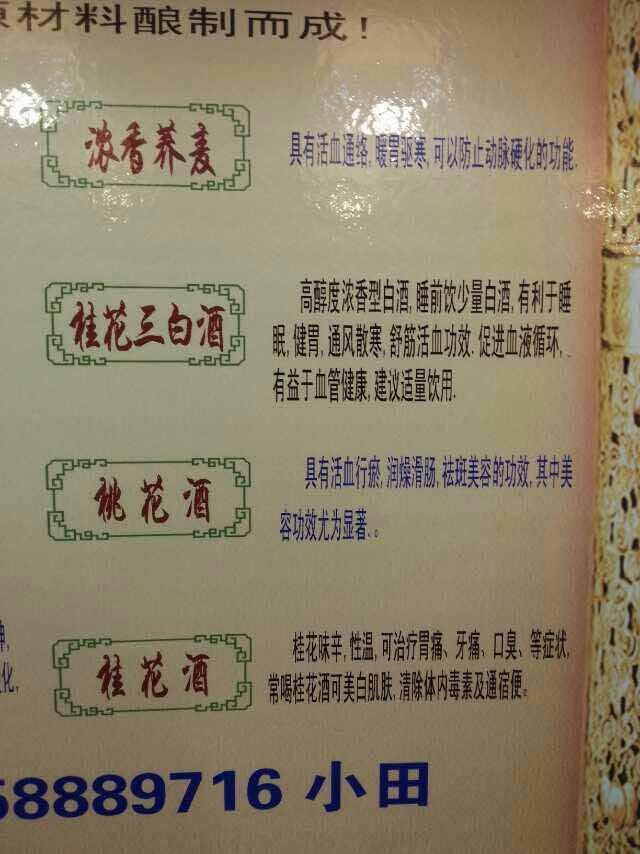 原材料酿制而成!
浓香荞麦
具有活血通络,暖胃驱寒,可以防止动脉硬化的功能.
桂花三白酒
高醇度浓香型白酒,睡前饮少量白酒,有利于睡
眠,健胃,通风散寒,舒筋活血功效.促进血液循环,
有益于血管健康,建议适量饮用.
桃花酒
具有活血行瘀,润燥滑肠,祛斑美容的功效,其中美
容功效尤为显著、。
桂花酒
桂花味辛,性温,可治疗胃痛、牙痛、口臭、等症状,
常喝桂花酒可美白肌肤.清除体内毒素及通宿便。
化,
58889716 小田